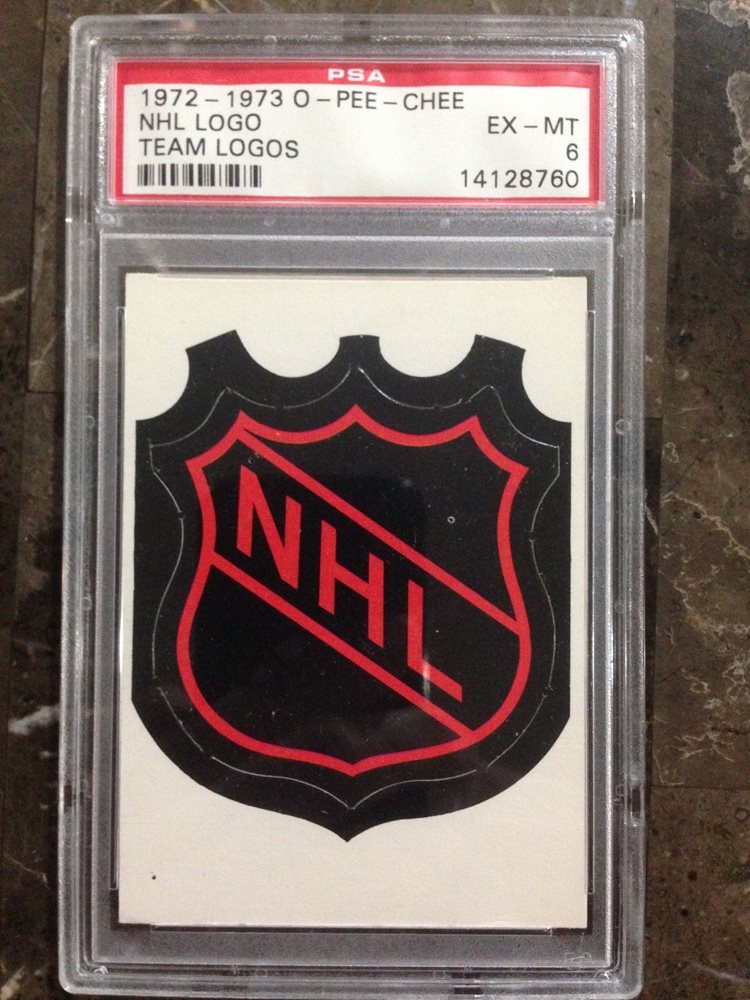 PSA
1972 - 1973 O - PEE - CHEE
NHL LOGO EX - MT
TEAM LOGOS 6
14128760
NHL